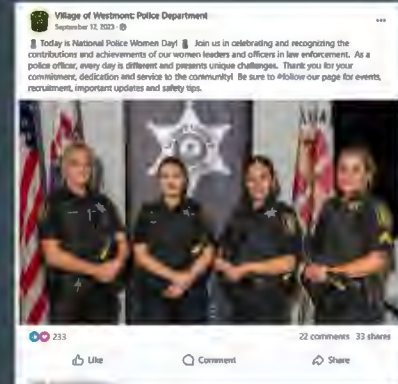 Village of Westmont: Police Department
September 12, 2023
Today is National Police Women Day! Join us in celebrating and recognizing the
contributions and achievements of our women leaders and officers in law enforcement. As a
police officer, every day is different and presents unique challenges. Thank you for your
commitment, dedication and service to the community! Be sure to #follow our page for events,
recruitment, important updates and safety tips.
233
22 comments 33 shares
Like Comment Share